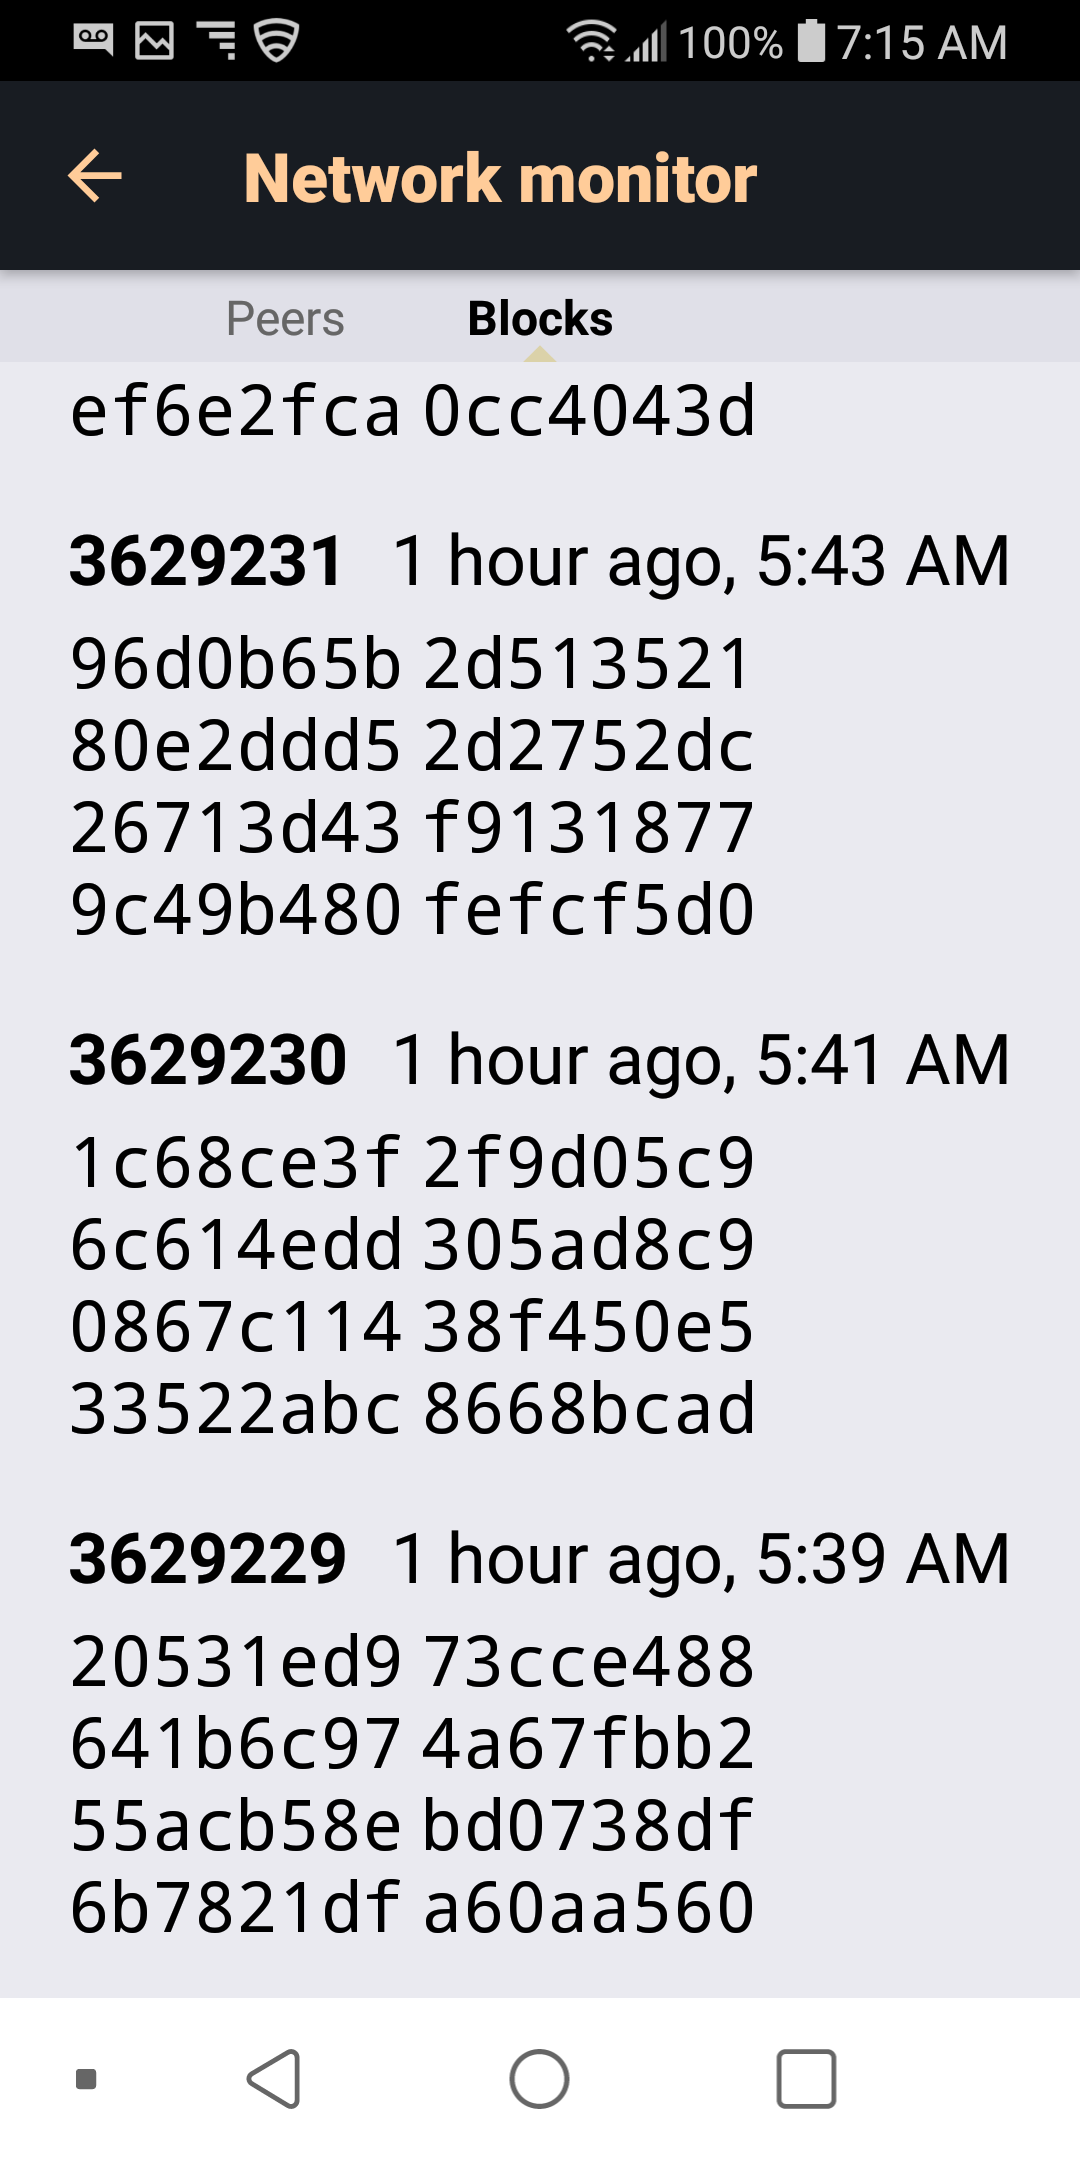 100% 7:15 AM
Network monitor
Peers Blocks
ef6e2fca 0cc4043d
3629231 1 hour ago, 5:43 AM
96d0b65b 2d513521
80e2ddd5 2d2752dc
26713d43 f9131877
9c49b480 fefcf5d0
3629230 1 hour ago, 5:41 AM
1c68ce3f 2f9d05c9
6c614edd 305ad8c9
0867c114 38f450e5
33522abc 8668bcad
3629229 1 hour ago, 5:39 AM
20531ed9 73cce488
641b6c97 4a67fbb2
55acb58e bd0738df
6b7821df a60aa560